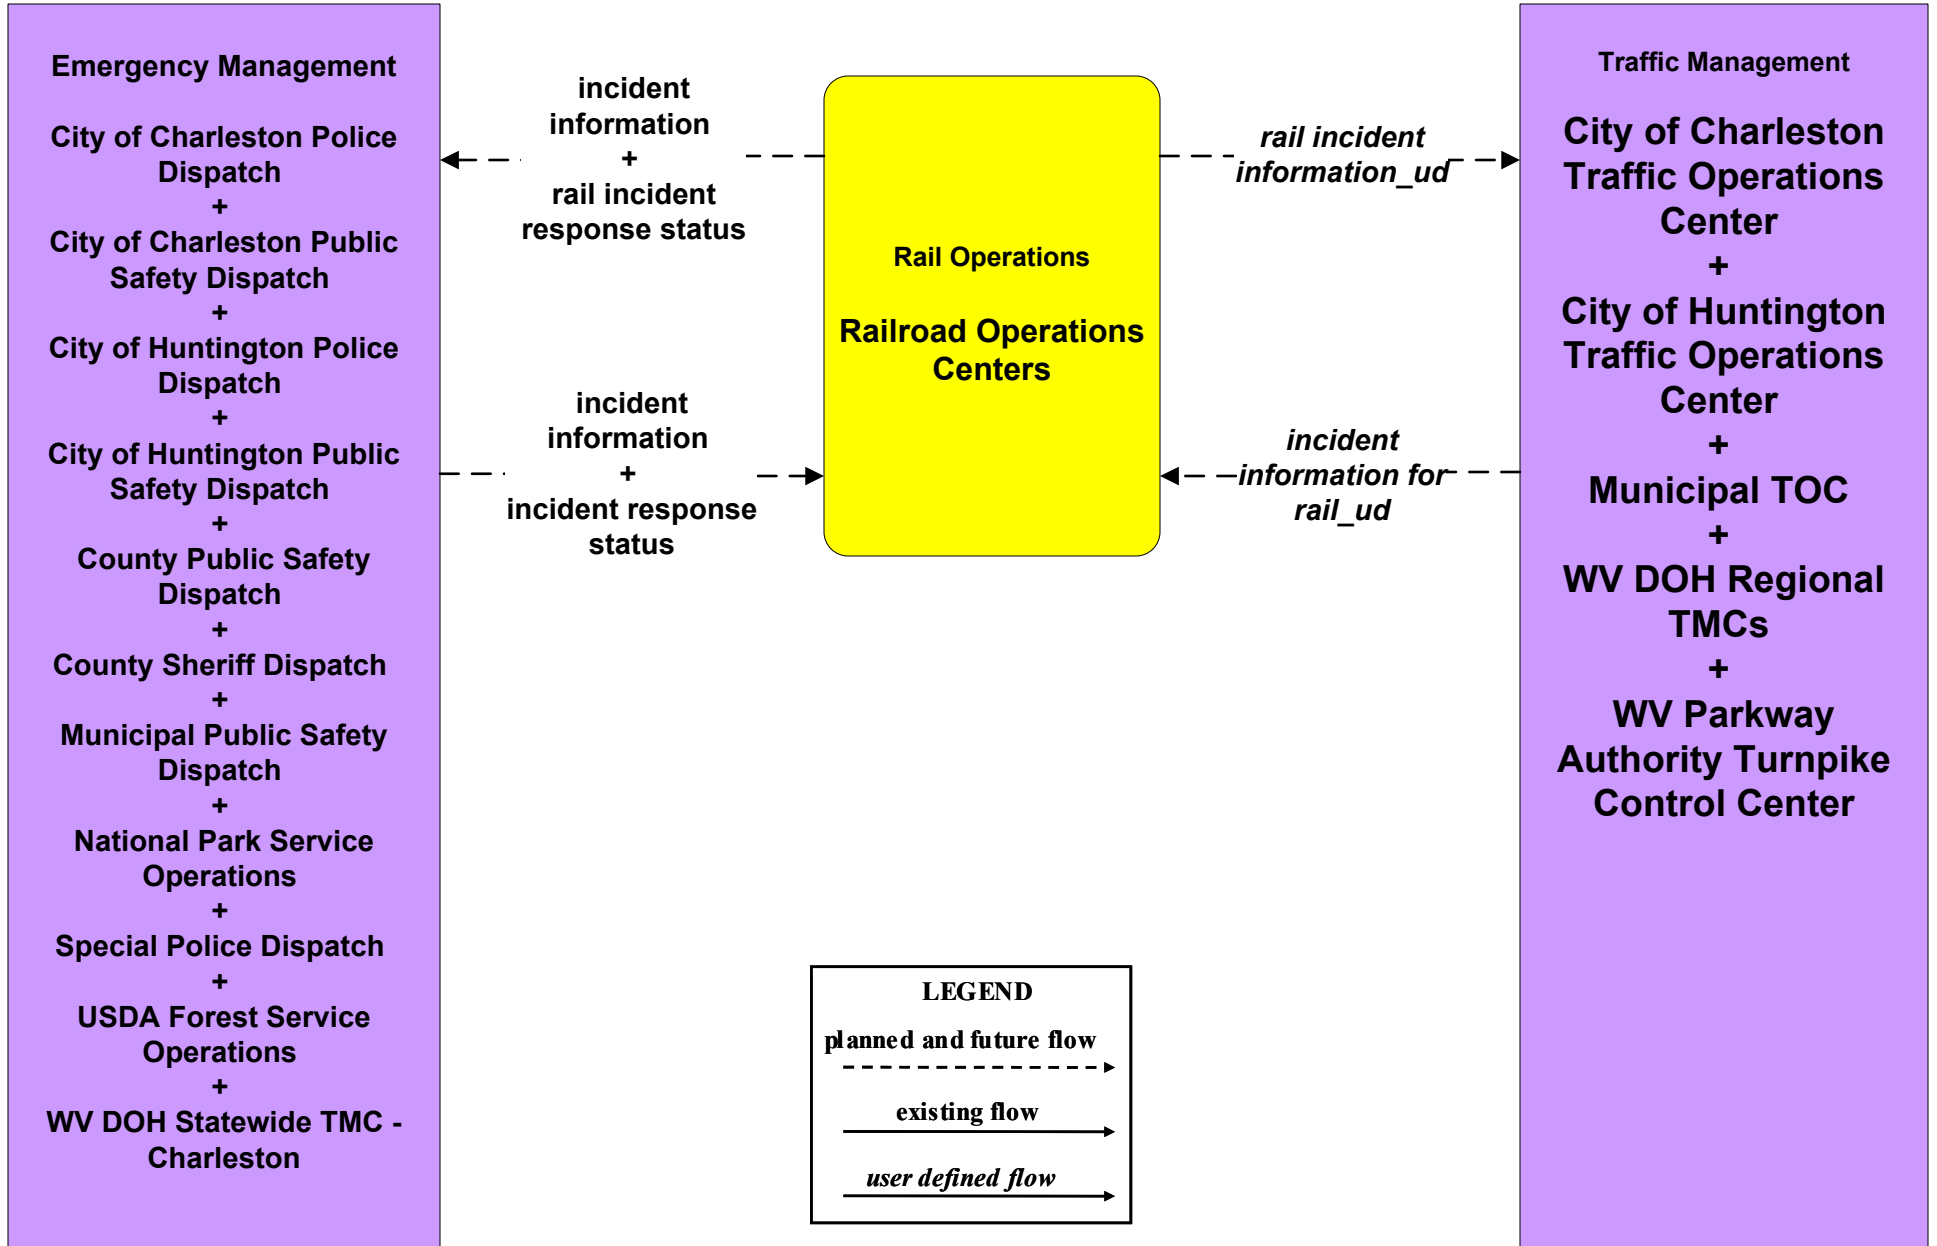 Emergency Management
City of Charleston Police
Dispatch
+
City of Charleston Public
Safety Dispatch
+
City of Huntington Police
Dispatch
+
City of Huntington Public
Safety Dispatch
+
County Public Safety
Dispatch
+
County Sheriff Dispatch
+
Municipal Public Safety
Dispatch
+
National Park Service
Operations
+
Special Police Dispatch
+
USDA Forest Service
Operations
+
WV DOH Statewide TMC -
Charleston
incident
information
+
rail incident
response status
incident
information
+
incident response
status
Rail Operations
Railroad Operations
Centers
rail incident
information_ud
incident
information for
rail_ud
Traffic Management
City of Charleston
Traffic Operations
Center
+
City of Huntington
Traffic Operations
Center
+
Municipal TOC
+
WV DOH Regional
TMCs
+
WV Parkway
Authority Turnpike
Control Center
LEGEND
planned and future flow
existing flow
user defined flow